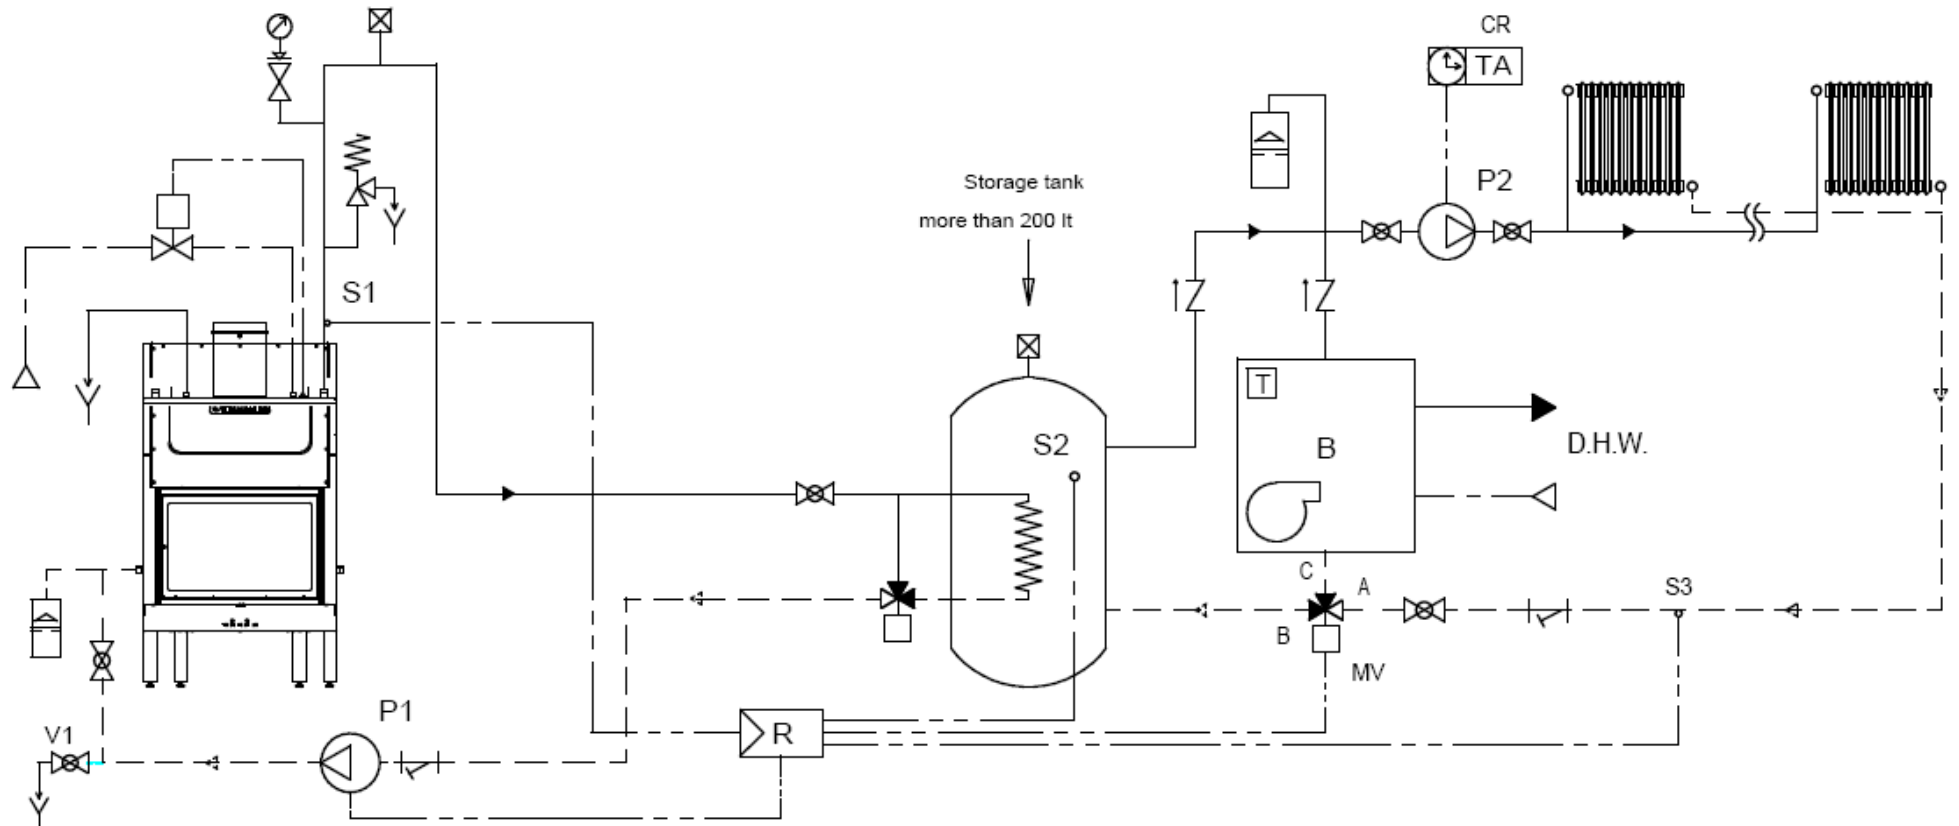 CR
TA
P2
Storage tank
more than 200 lt
S1
T
S2
B
D.H.W.
C
A
S3
B
MV
P1
V1
R